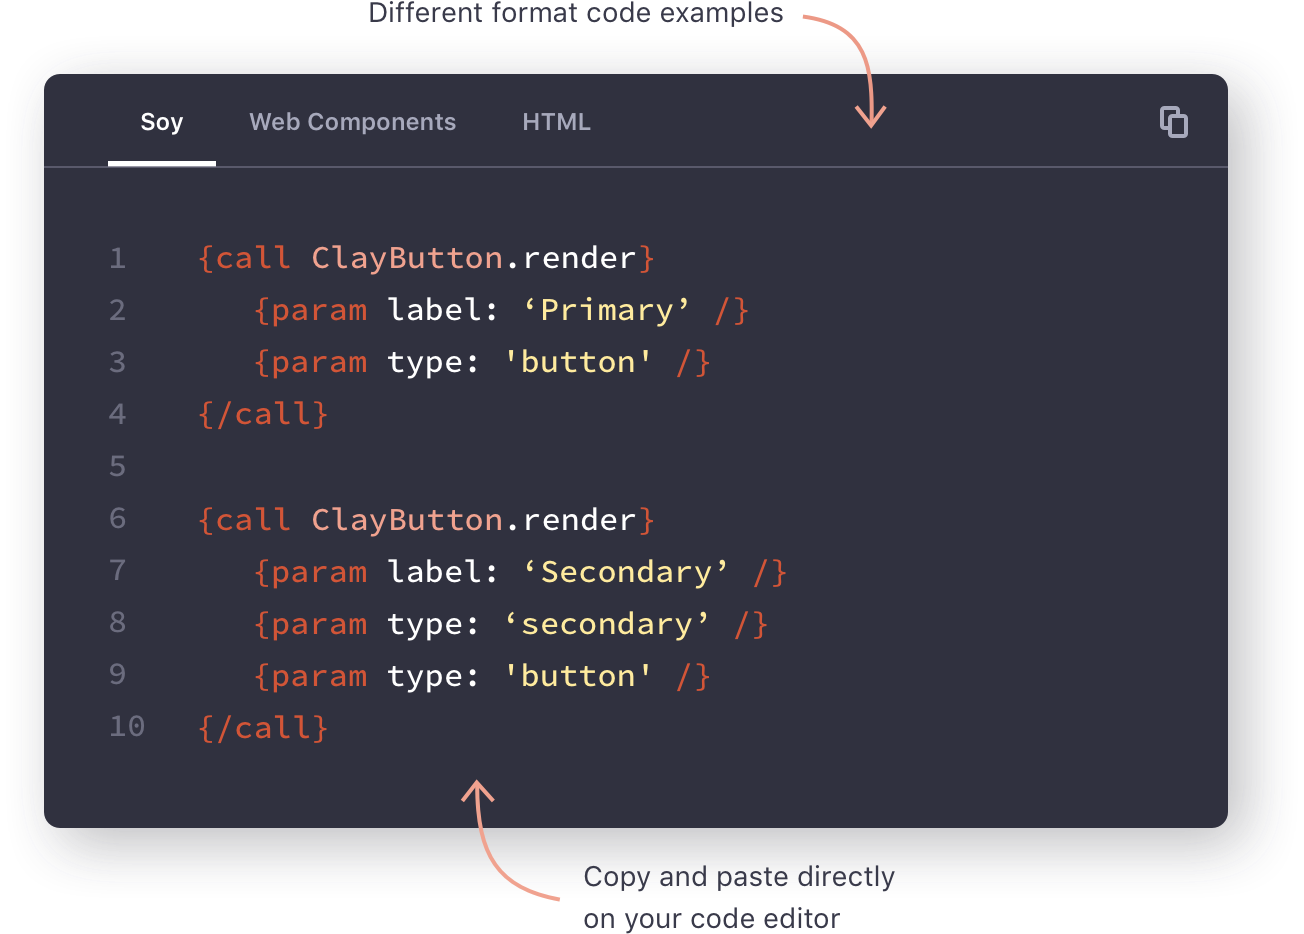 Different format code examples
Soy Web Components HTML
1 {call ClayButton.render}
2 {param label: ‘Primary’ /}
3 {param type: 'button' /}
4 {/call}
5
6 {call ClayButton.render}
7 {param label: ‘Secondary’ /}
8 {param type: ‘secondary’ /}
9 {param type: 'button' /}
10 {/call}
Copy and paste directly
on your code editor